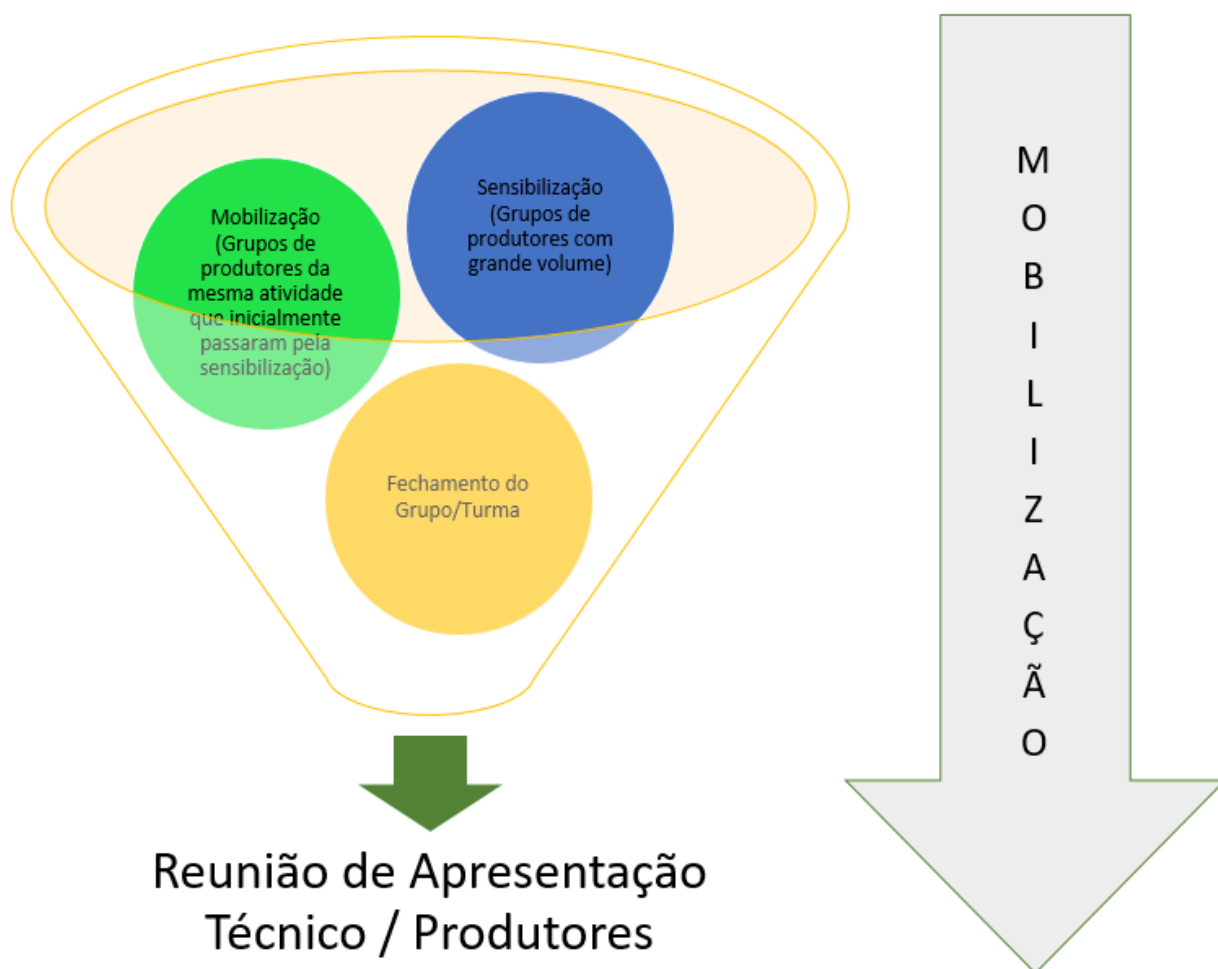 Sensibilização
(Grupos de
produtores com
grande volume)
Mobilização
(Grupos de
produtores da
mesma atividade
que inicialmente
passaram pela
sensibilização)
Fechamento do
Grupo/Turma
Reunião de Apresentação
Técnico / Produtores
M
O
B
I
L
I
Z
A
Ç
Ã
O